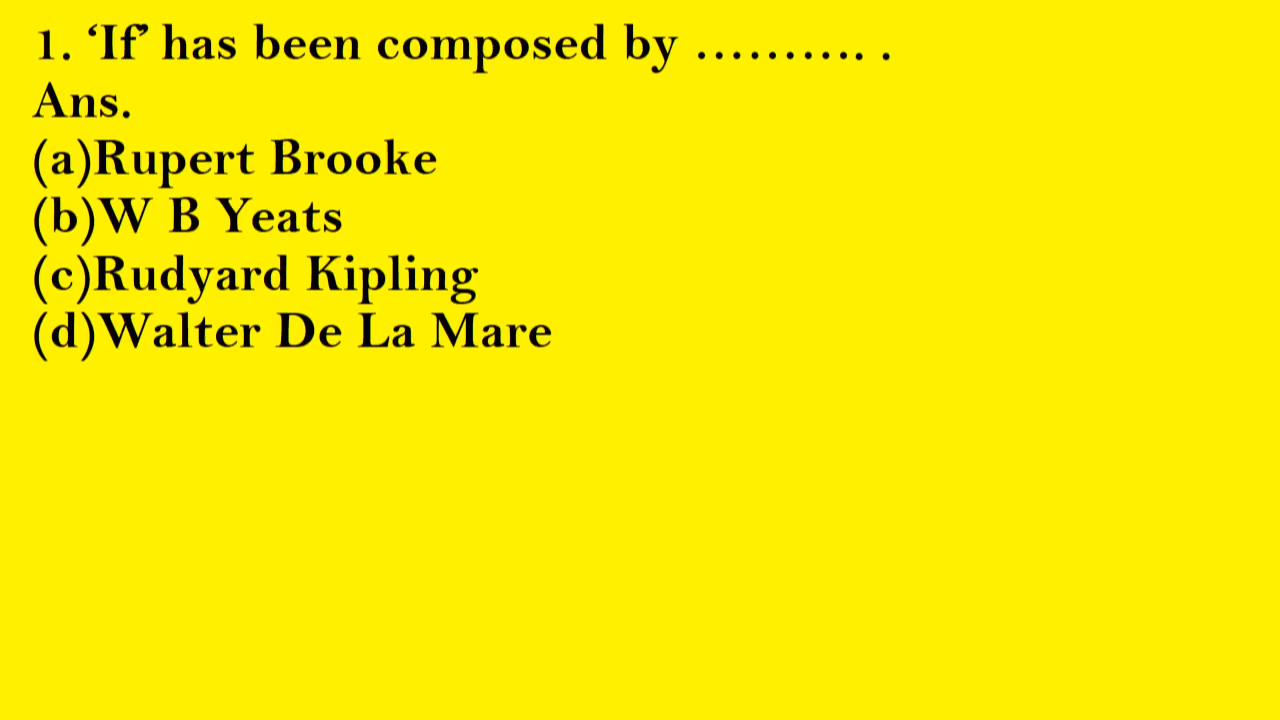 1. ‘If’ has been composed by ………. .
Ans.
(a)Rupert Brooke
(b)W B Yeats
(c)Rudyard Kipling
(d)Walter De La Mare